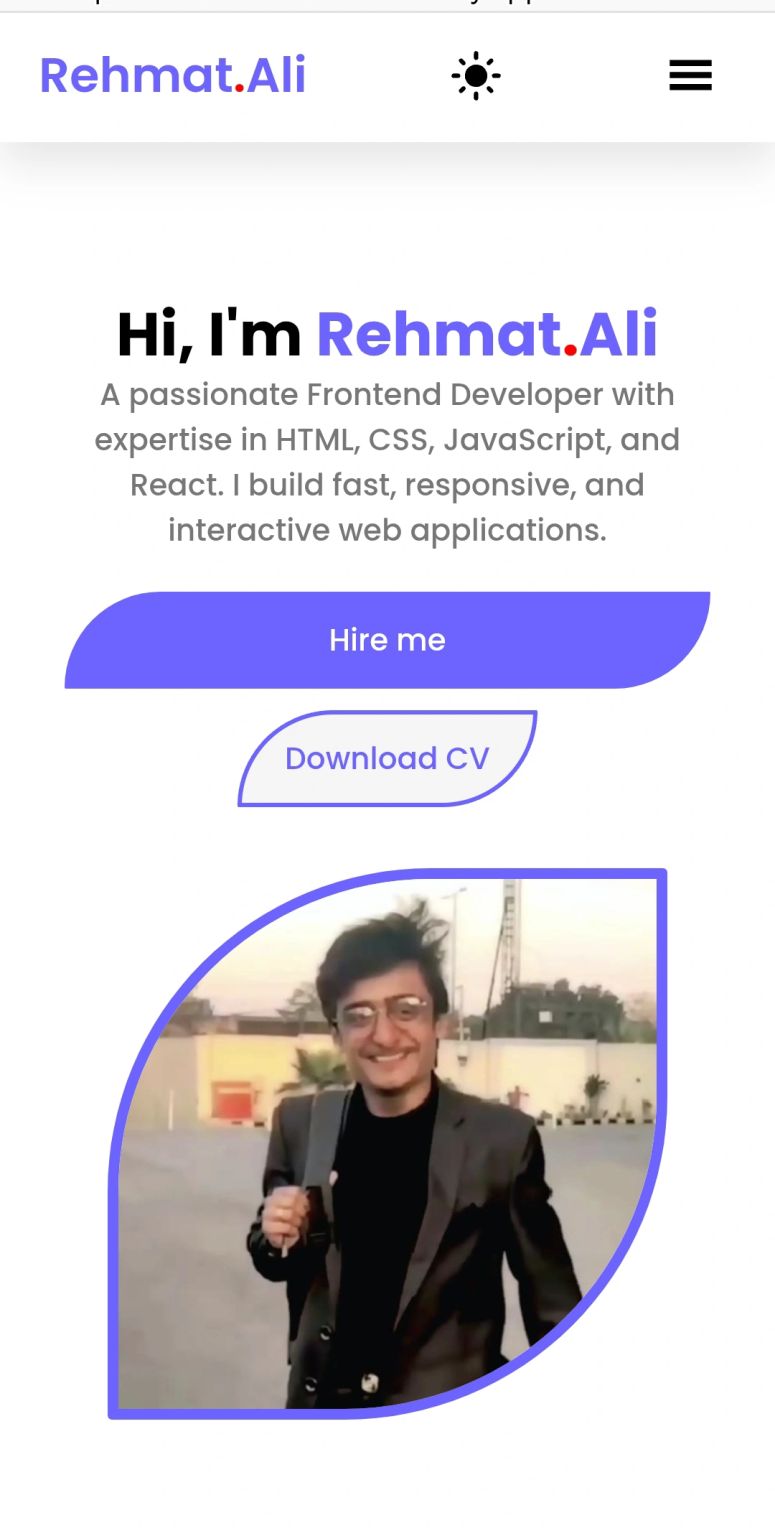 Rehmat.Ali
Hi, I'm Rehmat.Ali
A passionate Frontend Developer with
expertise in HTML, CSS, JavaScript, and
React. I build fast, responsive, and
interactive web applications.
Hire me
Download CV